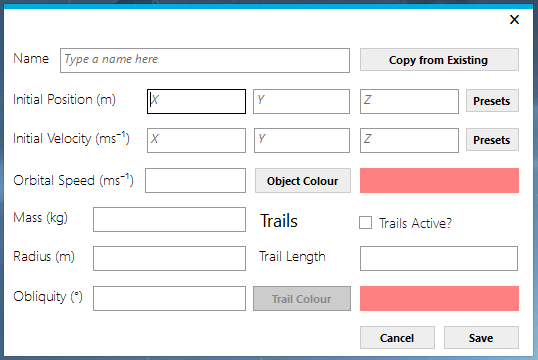 Name Type a name here Copy from Existing
Initial Position (m) X Y Z Presets
Initial Velocity (ms⁻¹) X Y Z Presets
Orbital Speed (ms⁻¹) Object Colour
Mass (kg) Trails Trails Active?
Radius (m) Trail Length
Obliquity (°) Trail Colour
Cancel Save